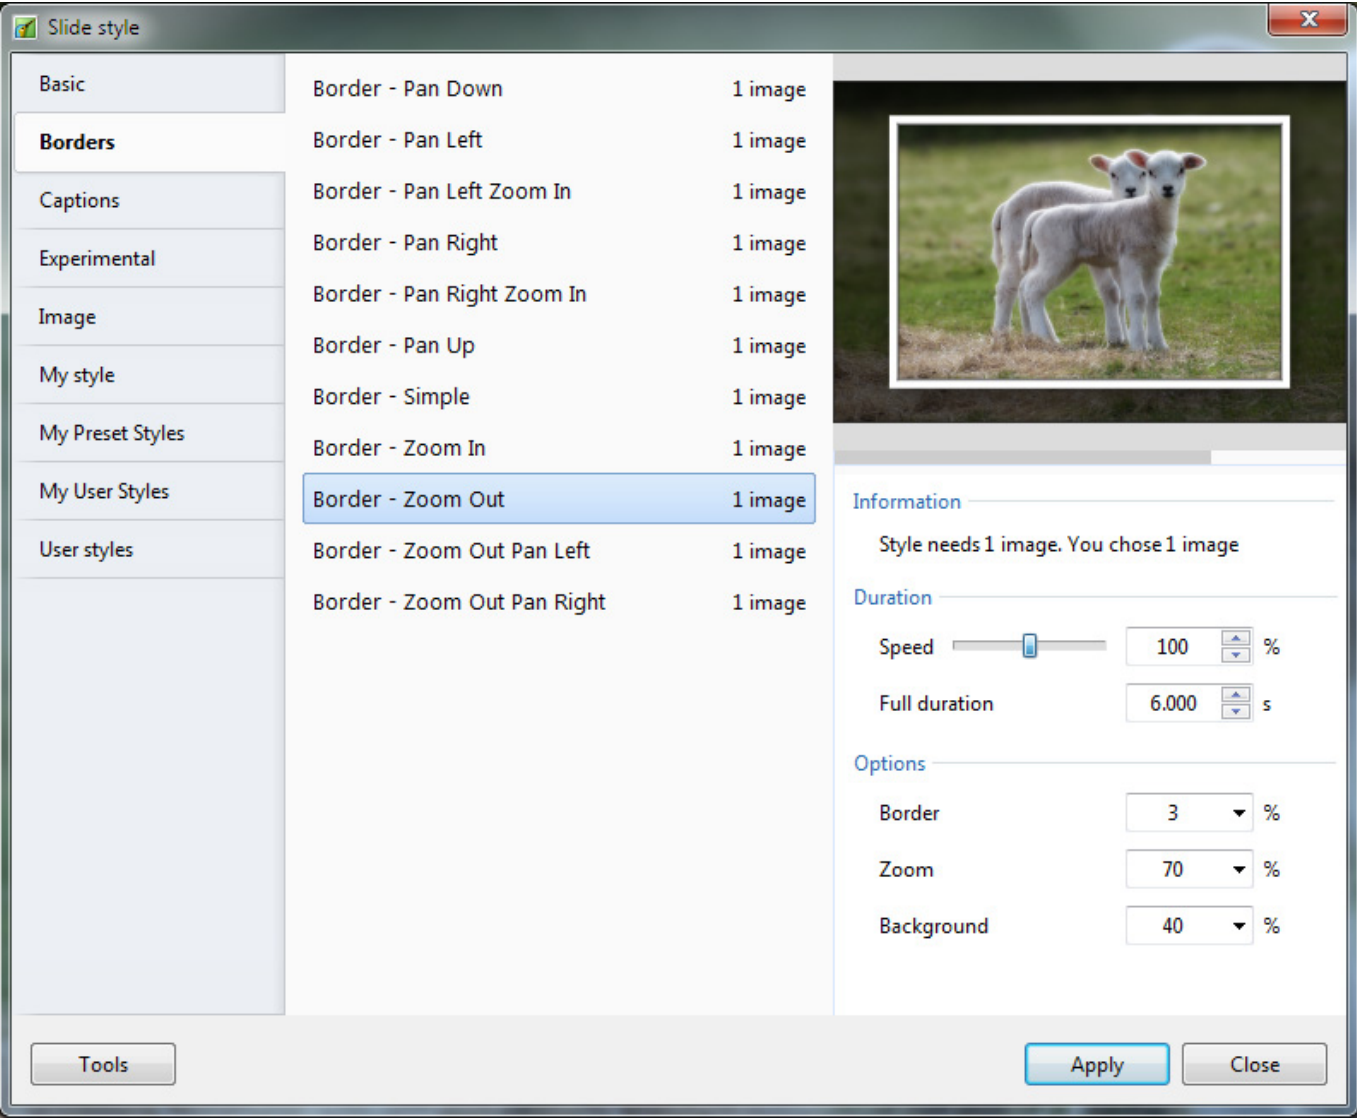 Slide style
Basic
Borders
Captions
Experimental
Image
My style
My Preset Styles
My User Styles
User styles
Border - Pan Down 1 image
Border - Pan Left 1 image
Border - Pan Left Zoom In 1 image
Border - Pan Right 1 image
Border - Pan Right Zoom In 1 image
Border - Pan Up 1 image
Border - Simple 1 image
Border - Zoom In 1 image
Border - Zoom Out 1 image
Border - Zoom Out Pan Left 1 image
Border - Zoom Out Pan Right 1 image
Information
Style needs 1 image. You chose 1 image
Duration
Speed 100 %
Full duration 6.000 s
Options
Border 3 %
Zoom 70 %
Background 40 %
Tools
Apply
Close